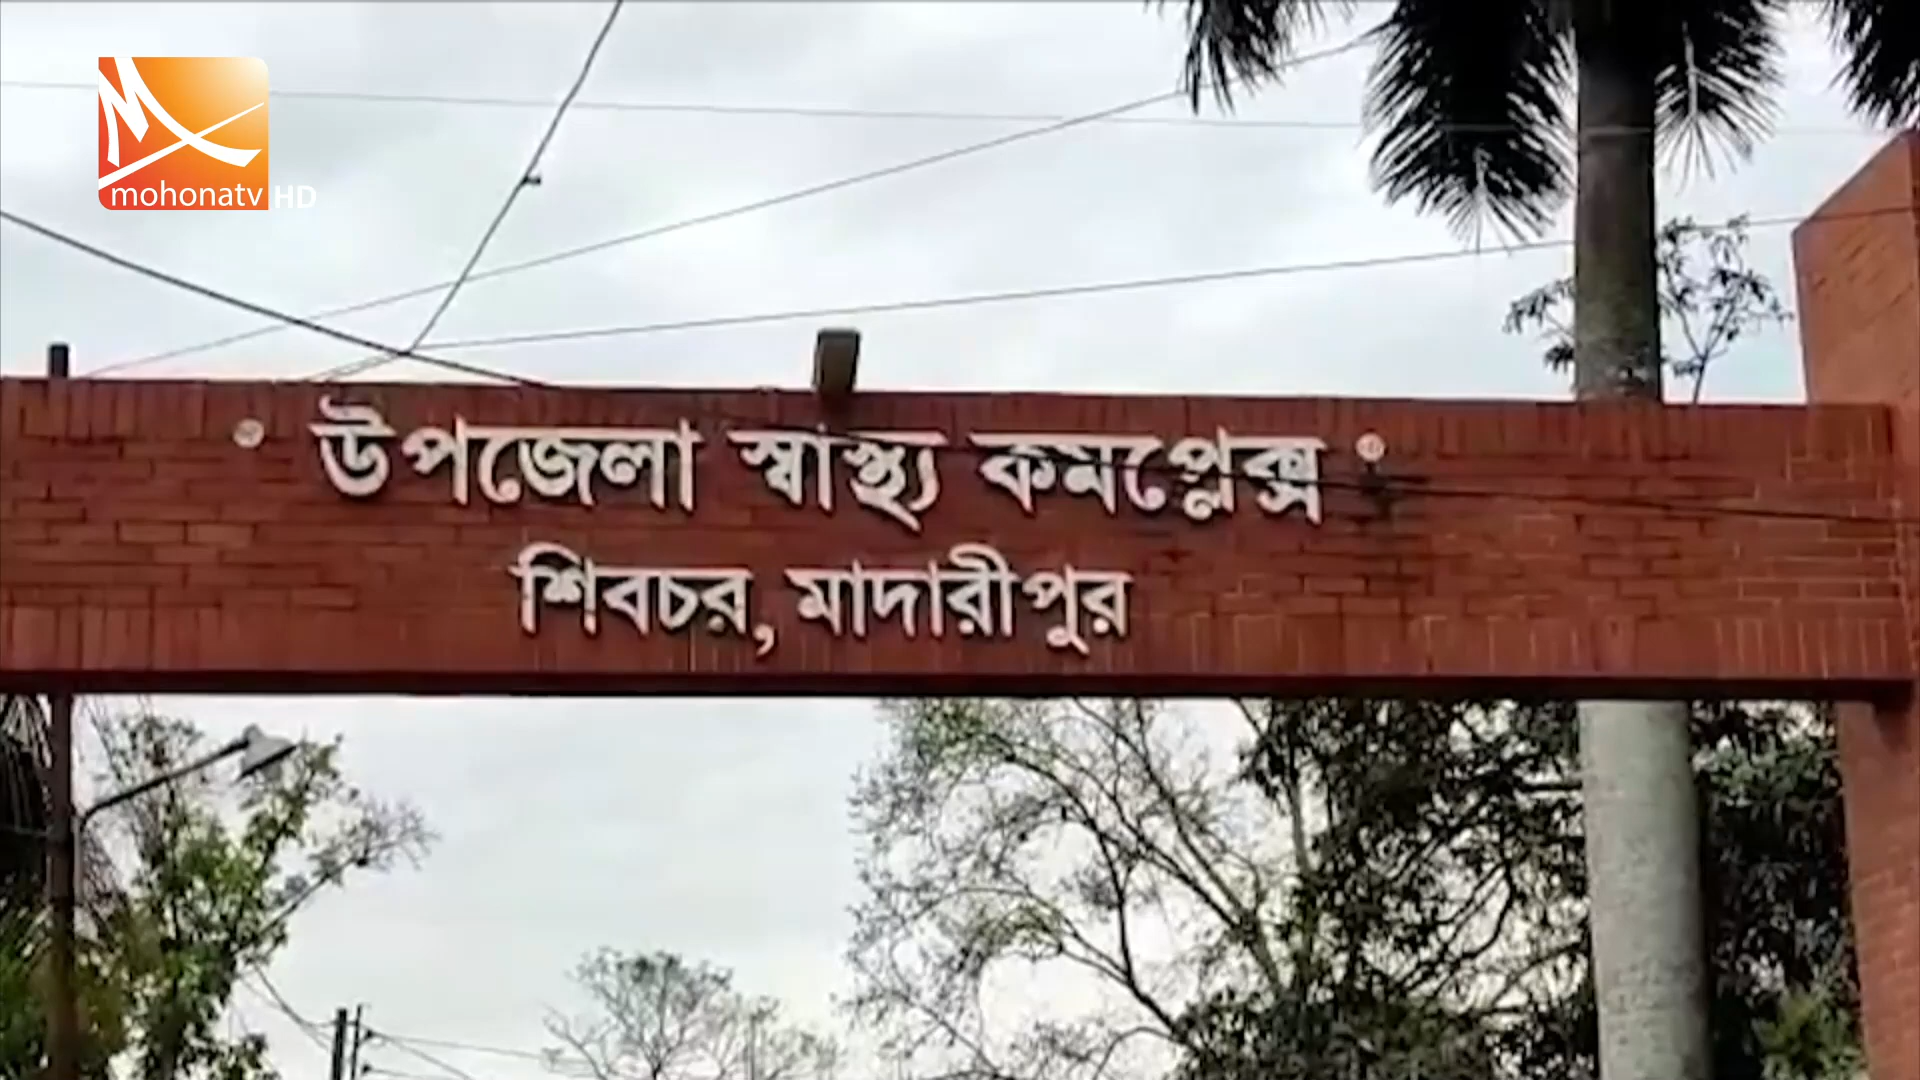 mohonatv HD
উপজেলা স্বাস্থ্য কমপ্লেক্স
শিবচর, মাদারীপুর